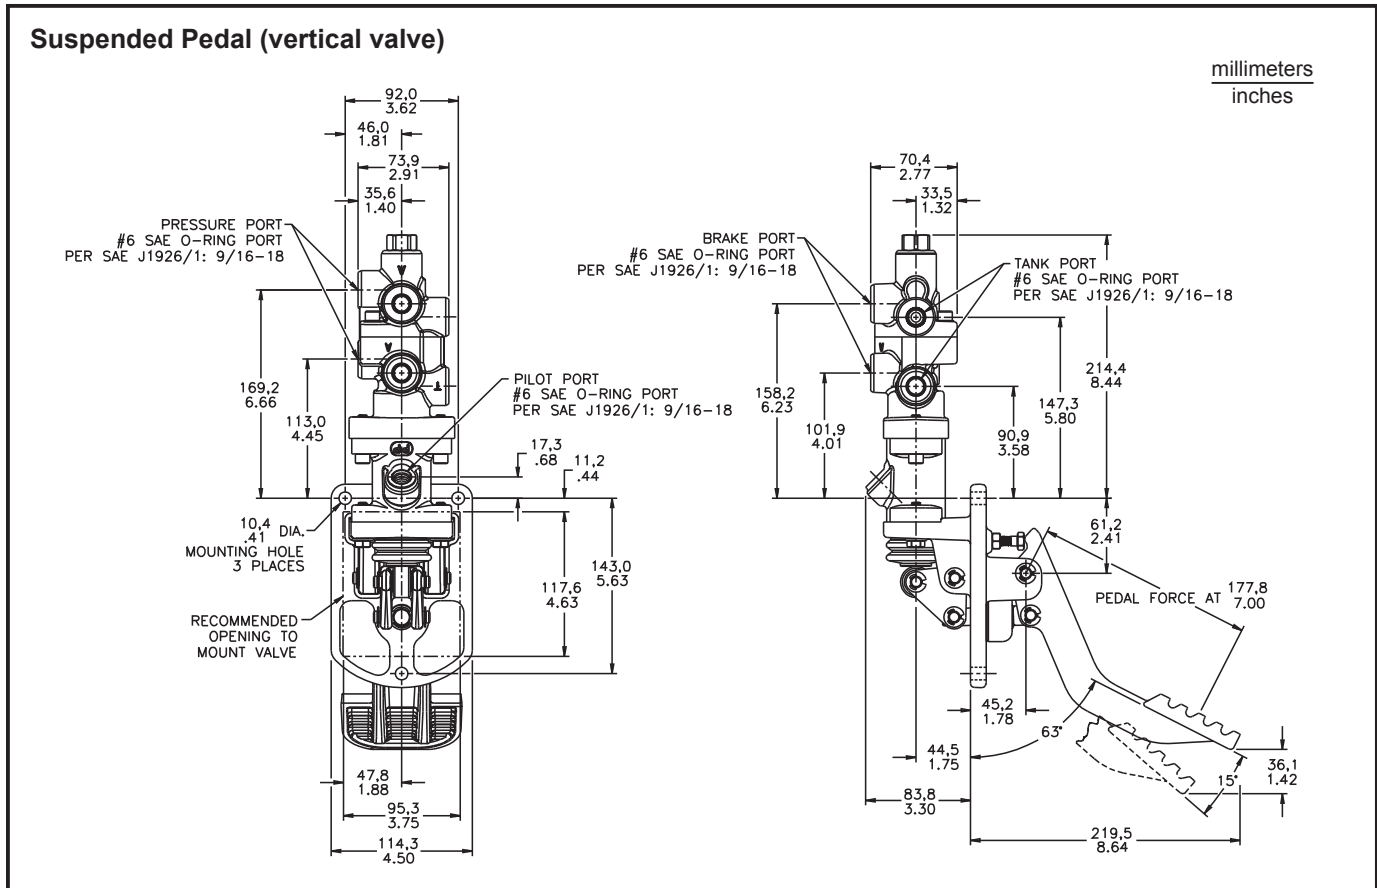 Suspended Pedal (vertical valve)
millimeters
inches
92,0
3.62
46,0
1.81
73,9
2.91
35,6
1.40
PRESSURE PORT
#6 SAE O-RING PORT
PER SAE J1926/1: 9/16-18
169,2
6.66
113,0
4.45
PILOT PORT
#6 SAE O-RING PORT
PER SAE J1926/1: 9/16-18
17,3
.68
11,2
.44
10,4
.41 DIA.
MOUNTING HOLE
3 PLACES
RECOMMENDED
OPENING TO
MOUNT VALVE
117,6
4.63
143,0
5.63
47,8
1.88
95,3
3.75
114,3
4.50
70,4
2.77
33,5
1.32
BRAKE PORT
#6 SAE O-RING PORT
PER SAE J1926/1: 9/16-18
TANK PORT
#6 SAE O-RING PORT
PER SAE J1926/1: 9/16-18
158,2
6.23
101,9
4.01
90,9
3.58
147,3
5.80
214,4
8.44
61,2
2.41
PEDAL FORCE AT 177,8
7.00
45,2
1.78
63°
44,5
1.75
83,8
3.30
15°
36,1
1.42
219,5
8.64